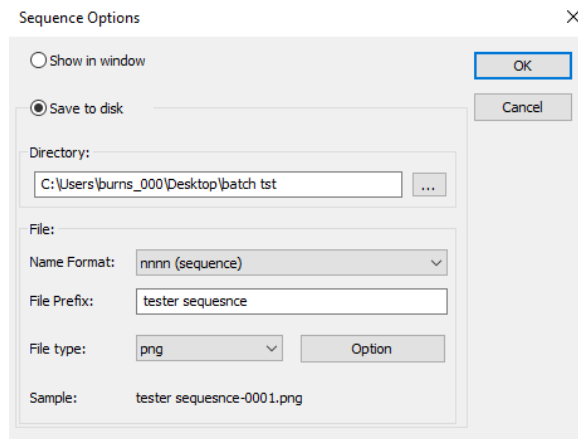 Sequence Options
Show in window
OK
Save to disk
Cancel
Directory:
C:\Users\burns_000\Desktop\batch tst
...
File:
Name Format: nnnn (sequence)
File Prefix: tester sequesnce
File type: png Option
Sample: tester sequesnce-0001.png